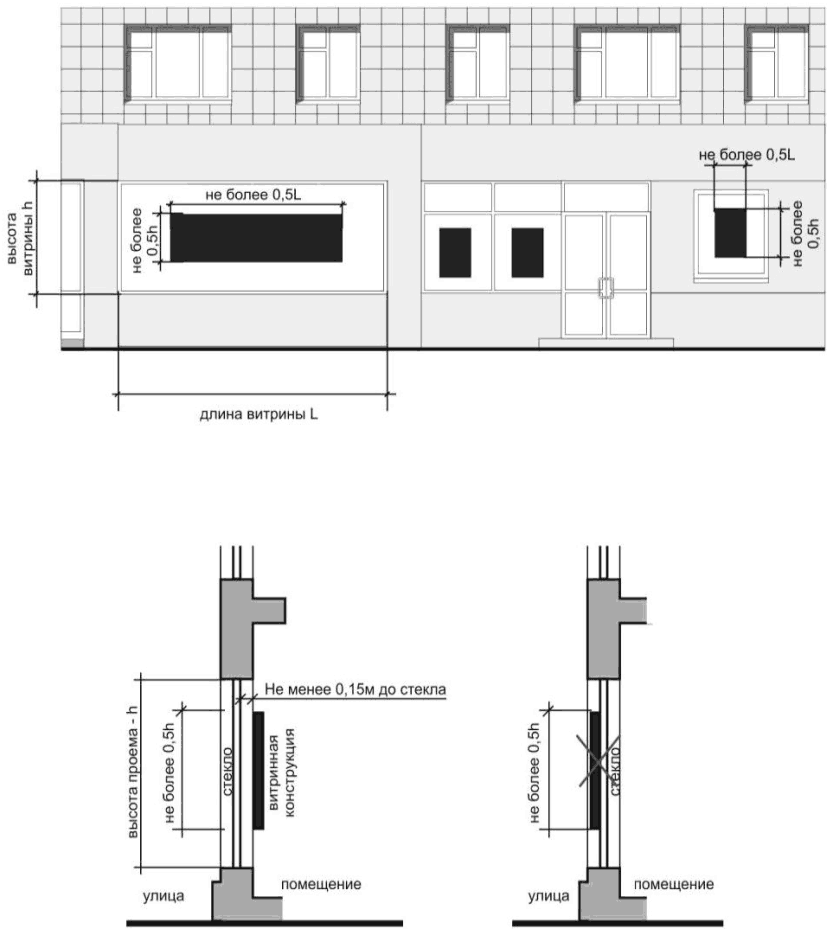 не более 0,5L
не более 0,5L
высота
витрины h
не более
0,5h
не более
0,5h
длина витрины L
Не менее 0,15м до стекла
высота проема - h
не более 0,5h
стекло
витринная
конструкция
не более 0,5h
стекло
улица
помещение
улица
помещение